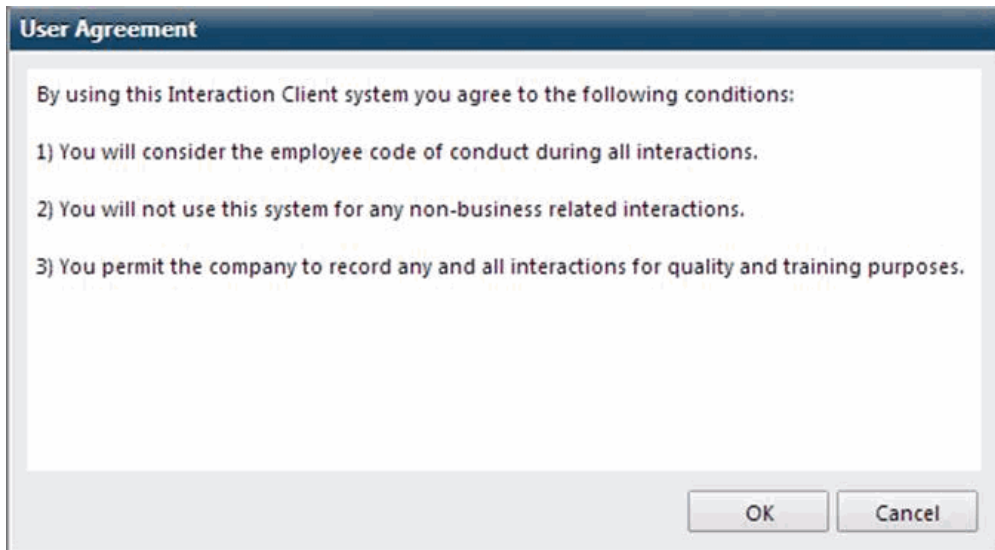 User Agreement
By using this Interaction Client system you agree to the following conditions:
1) You will consider the employee code of conduct during all interactions.
2) You will not use this system for any non-business related interactions.
3) You permit the company to record any and all interactions for quality and training purposes.
OK Cancel